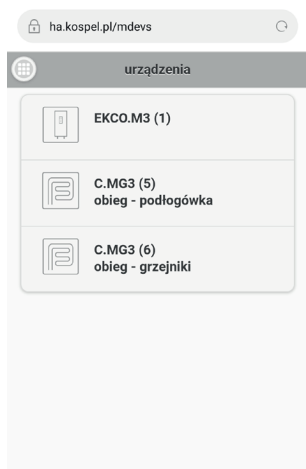 ha.kospel.pl/mdevs
urządzenia
EKCO.M3 (1)
C.MG3 (5)
obieg - podłogówka
C.MG3 (6)
obieg - grzejniki